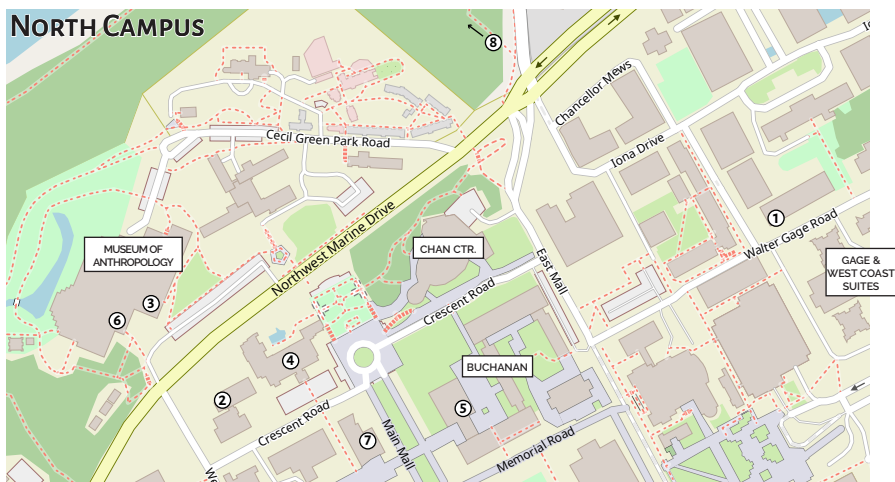 NORTH CAMPUS
8
Chancellor Mews
Cecil Green Park Road
Iona Drive
1
Northwest Marine Drive
MUSEUM OF
ANTHROPOLOGY
CHAN CTR.
East Mall
Walter Gage Road
GAGE &
WEST COAST
SUITES
3
6
Crescent Road
4
BUCHANAN
2
5
Crescent Road
7
Main Mall
Memorial Road
We